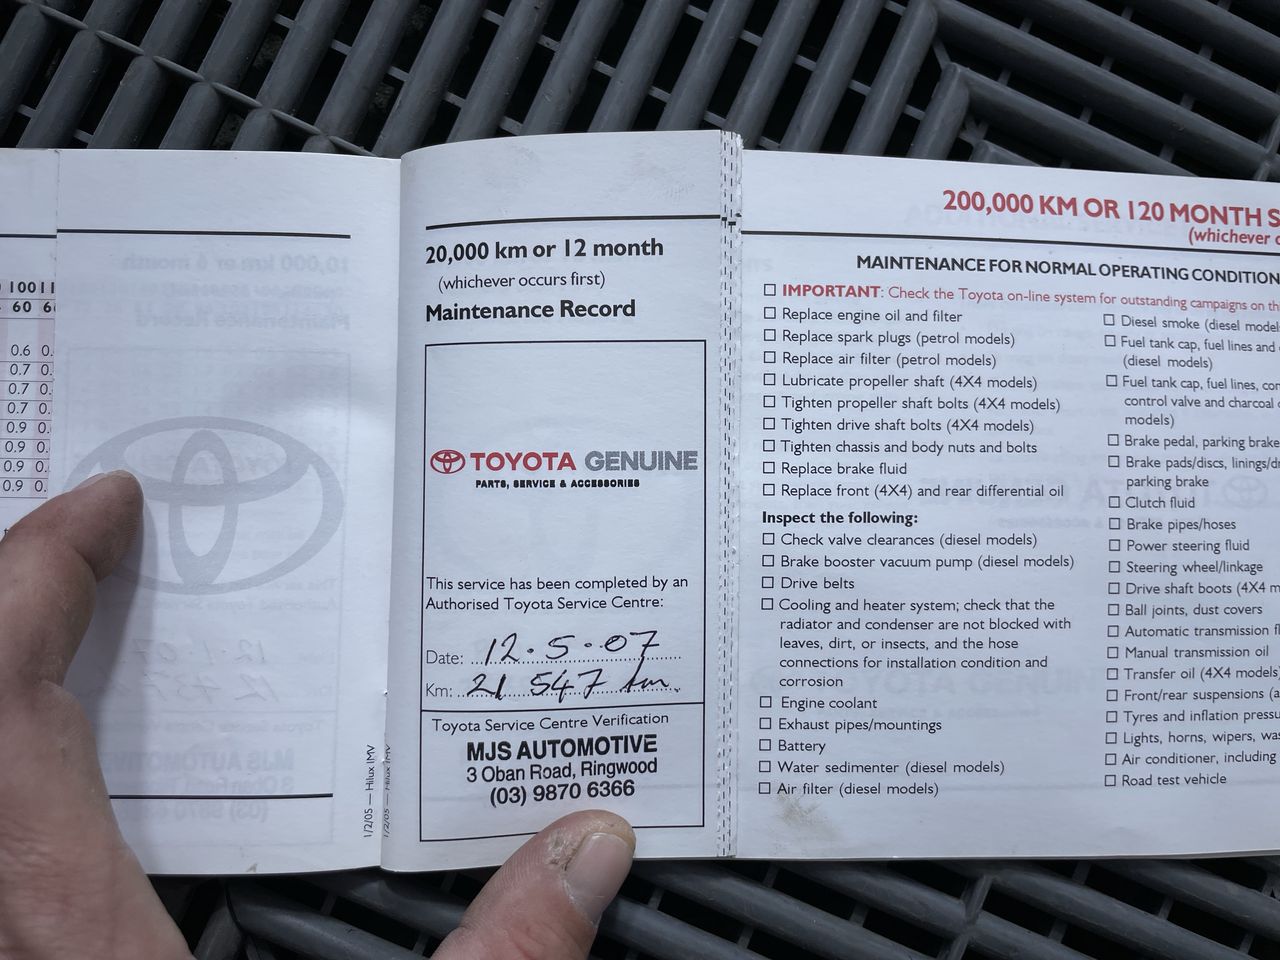 100
60
0.6
0.7
0.7
0.7
0.9
0.9
0.9
0.9
1/2/05 — Hilux IMV
1/2/05 — Hilux IMV
20,000 km or 12 month
(whichever occurs first)
Maintenance Record
TOYOTA GENUINE
PARTS, SERVICE & ACCESSORIES
This service has been completed by an
Authorised Toyota Service Centre:
Date: 12.5.07
Km: 21 547 km
Toyota Service Centre Verification
MJS AUTOMOTIVE
3 Oban Road, Ringwood
(03) 9870 6366
200,000 KM OR 120 MONTH S
(whichever
MAINTENANCE FOR NORMAL OPERATING CONDITION
IMPORTANT: Check the Toyota on-line system for outstanding campaigns on th
Replace engine oil and filter
Replace spark plugs (petrol models)
Replace air filter (petrol models)
Lubricate propeller shaft (4X4 models)
Tighten propeller shaft bolts (4X4 models)
Tighten drive shaft bolts (4X4 models)
Tighten chassis and body nuts and bolts
Replace brake fluid
Replace front (4X4) and rear differential oil
Inspect the following:
Check valve clearances (diesel models)
Brake booster vacuum pump (diesel models)
Drive belts
Cooling and heater system; check that the
radiator and condenser are not blocked with
leaves, dirt, or insects, and the hose
connections for installation condition and
corrosion
Engine coolant
Exhaust pipes/mountings
Battery
Water sedimenter (diesel models)
Air filter (diesel models)
Diesel smoke (diesel model
Fuel tank cap, fuel lines and
(diesel models)
Fuel tank cap, fuel lines, con
control valve and charcoal
models)
Brake pedal, parking brake
Brake pads/discs, linings/dr
parking brake
Clutch fluid
Brake pipes/hoses
Power steering fluid
Steering wheel/linkage
Drive shaft boots (4X4 m
Ball joints, dust covers
Automatic transmission fl
Manual transmission oil
Transfer oil (4X4 models)
Front/rear suspensions (a
Tyres and inflation pressu
Lights, horns, wipers, was
Air conditioner, including
Road test vehicle